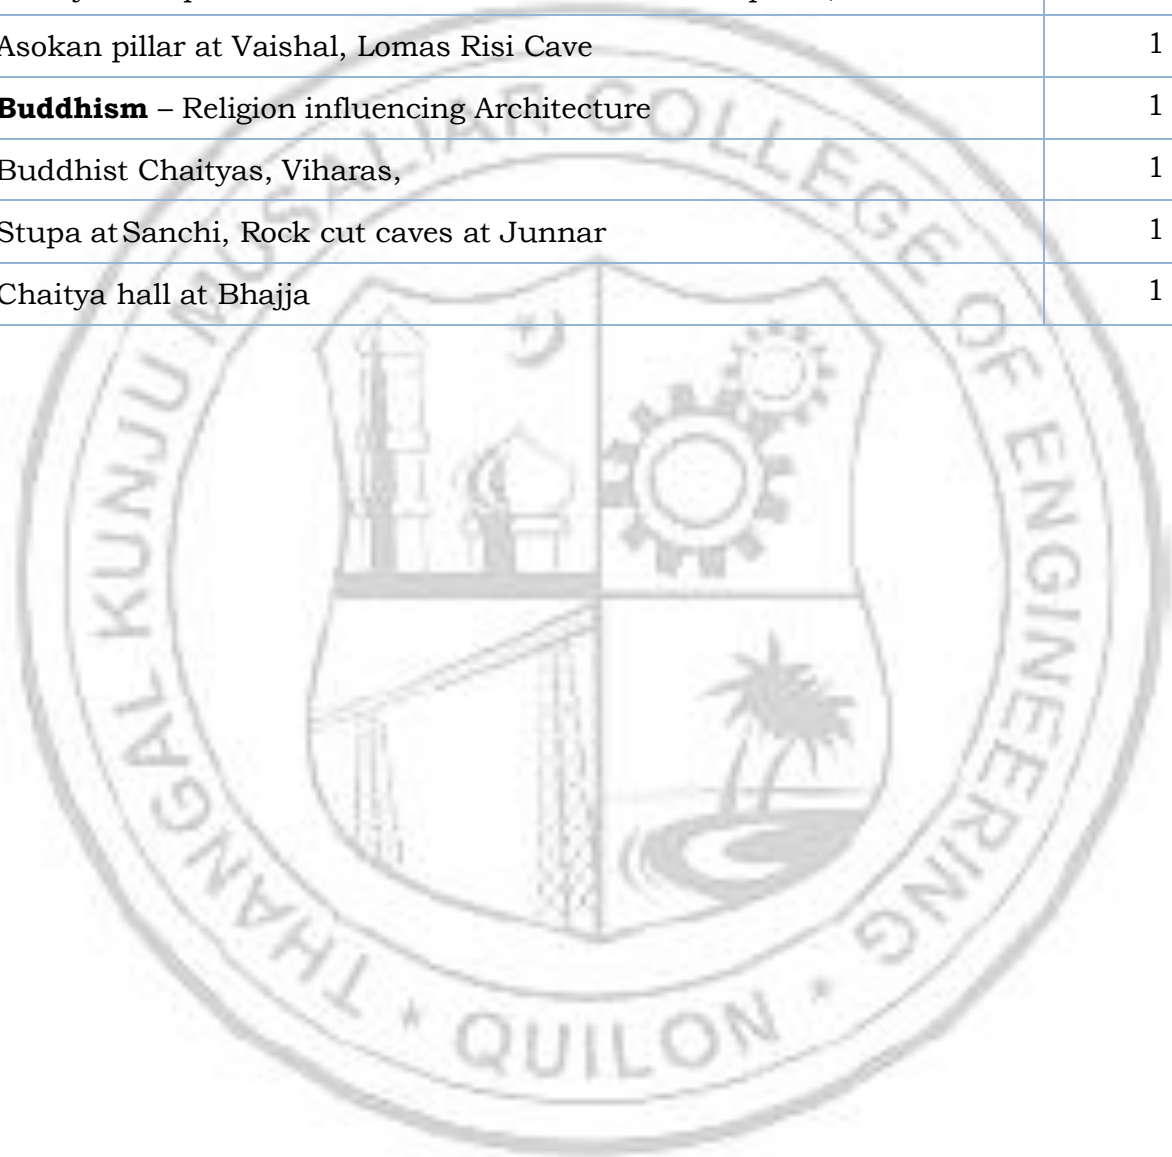 Asokan pillar at Vaishal, Lomas Risi Cave 1
Buddhism – Religion influencing Architecture 1
Buddhist Chaityas, Viharas, 1
Stupa at Sanchi, Rock cut caves at Junnar 1
Chaitya hall at Bhajja 1
THANGAL KUNJU MUSALIAR COLLEGE OF ENGINEERING
* QUILON *